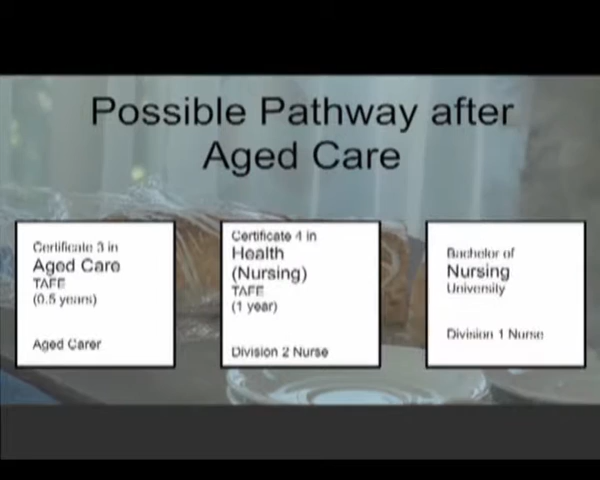 Possible Pathway after
Aged Care
Certificate 3 in
Aged Care
TAFE
(0.5 years)
Aged Carer
Certificate 4 in
Health
(Nursing)
TAFE
(1 year)
Division 2 Nurse
Bachelor of
Nursing
University
Division 1 Nurse